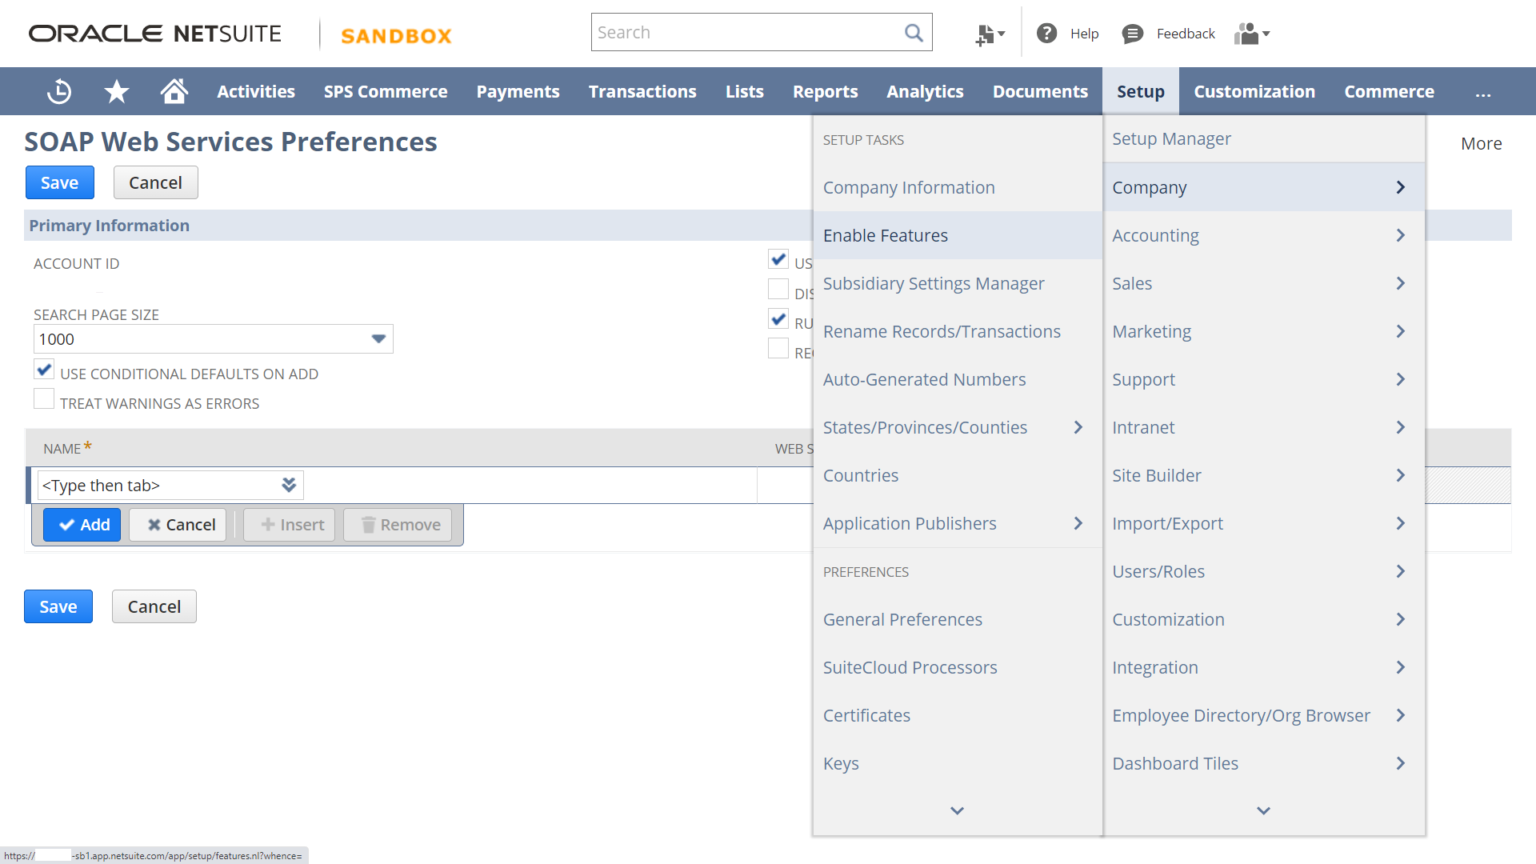 ORACLE NETSUITE
SANDBOX
Search
Help
Feedback
Activities
SPS Commerce
Payments
Transactions
Lists
Reports
Analytics
Documents
Setup
Customization
Commerce
...
SOAP Web Services Preferences
More
Save
Cancel
Primary Information
ACCOUNT ID
SEARCH PAGE SIZE
1000
USE CONDITIONAL DEFAULTS ON ADD
TREAT WARNINGS AS ERRORS
US
DIS
RU
RE
NAME *
WEB S
<Type then tab>
Add
Cancel
Insert
Remove
Save
Cancel
SETUP TASKS
Company Information
Enable Features
Subsidiary Settings Manager
Rename Records/Transactions
Auto-Generated Numbers
States/Provinces/Counties
Countries
Application Publishers
PREFERENCES
General Preferences
SuiteCloud Processors
Certificates
Keys
Setup Manager
Company
Accounting
Sales
Marketing
Support
Intranet
Site Builder
Import/Export
Users/Roles
Customization
Integration
Employee Directory/Org Browser
Dashboard Tiles
https:// -sb1.app.netsuite.com/app/setup/features.nl?whence=